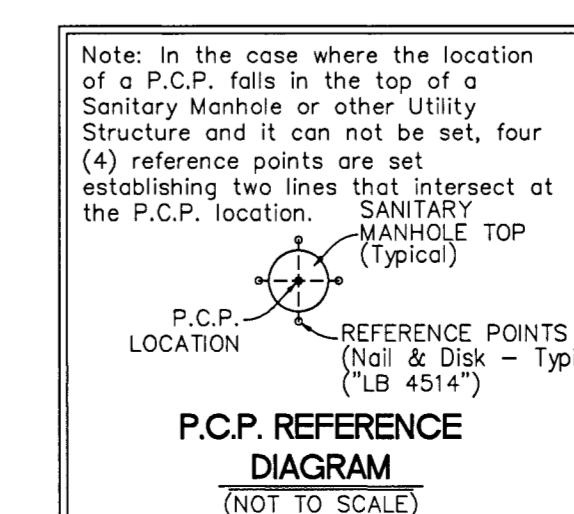 Note: In the case where the location
of a P.C.P. falls in the top of a
Sanitary Manhole or other Utility
Structure and it can not be set, four
(4) reference points are set
establishing two lines that intersect at
the P.C.P. location.
SANITARY
MANHOLE TOP
(Typical)
P.C.P.
LOCATION
REFERENCE POINTS
(Nail & Disk – Typi
("LB 4514")
P.C.P. REFERENCE
DIAGRAM
(NOT TO SCALE)